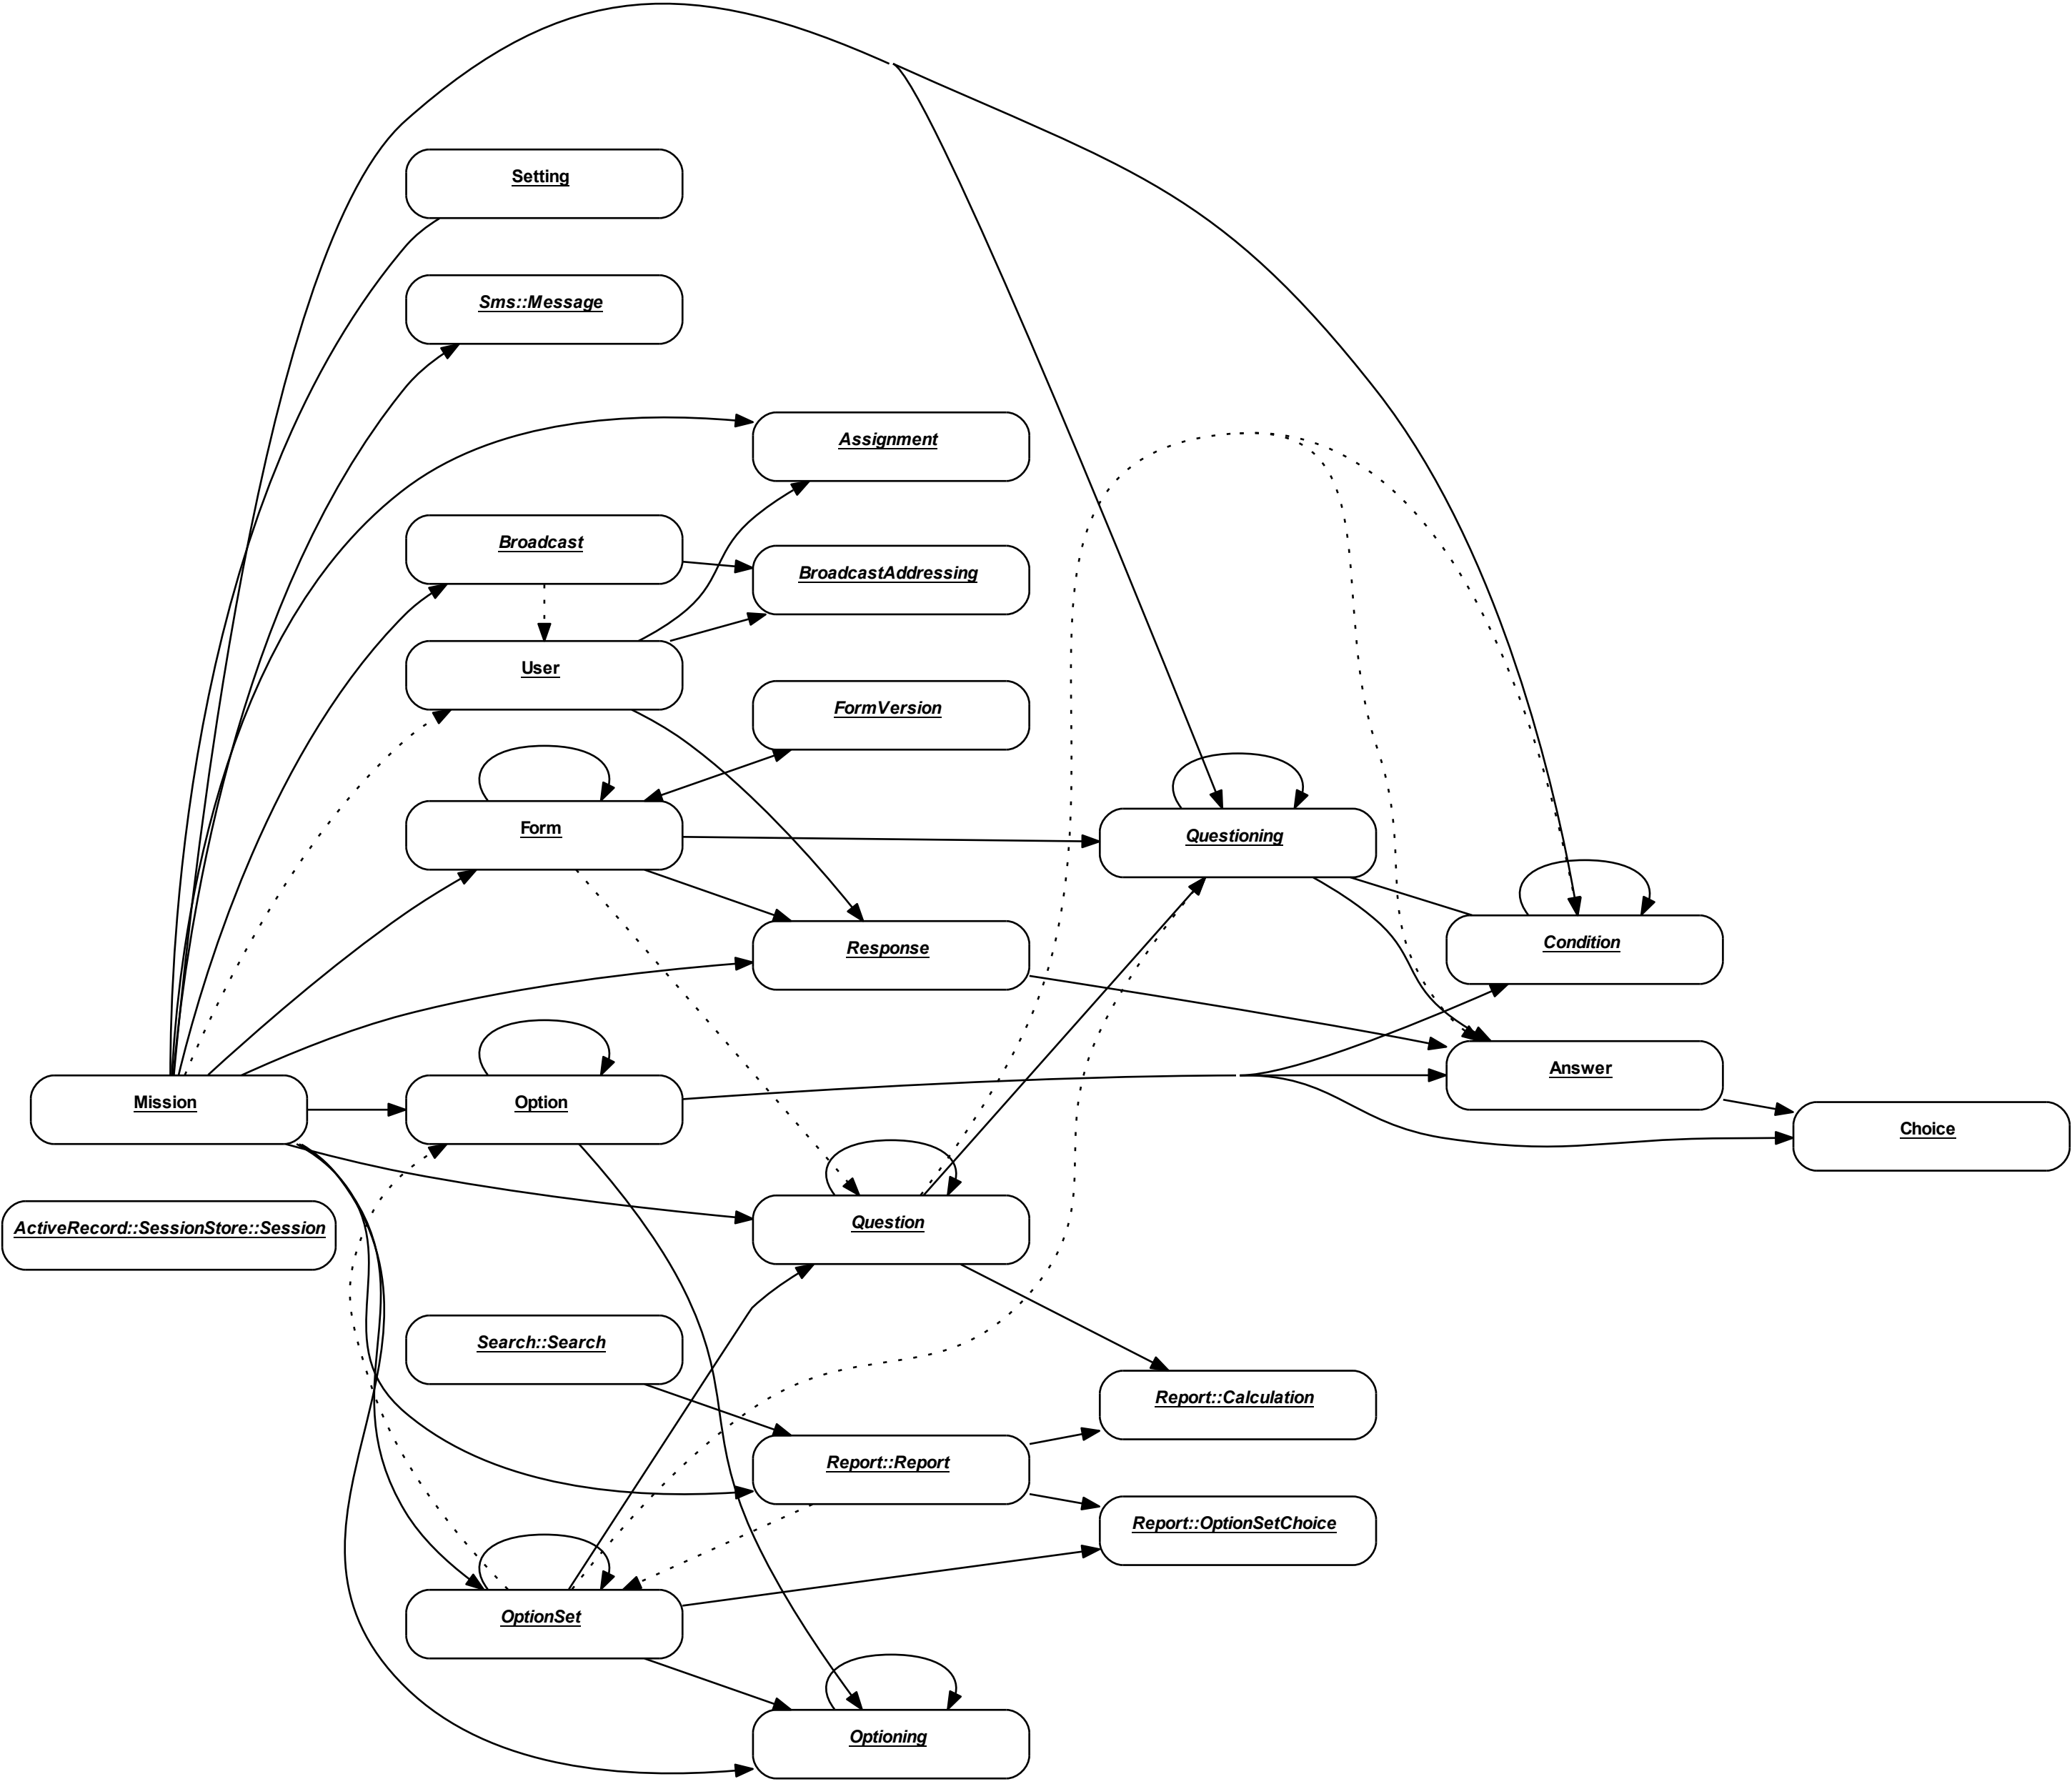 Setting
Sms::Message
Assignment
Broadcast
BroadcastAddressing
User
FormVersion
Form
Questioning
Response
Condition
Mission
Option
Answer
Choice
ActiveRecord::SessionStore::Session
Question
Search::Search
Report::Calculation
Report::Report
Report::OptionSetChoice
OptionSet
Optioning